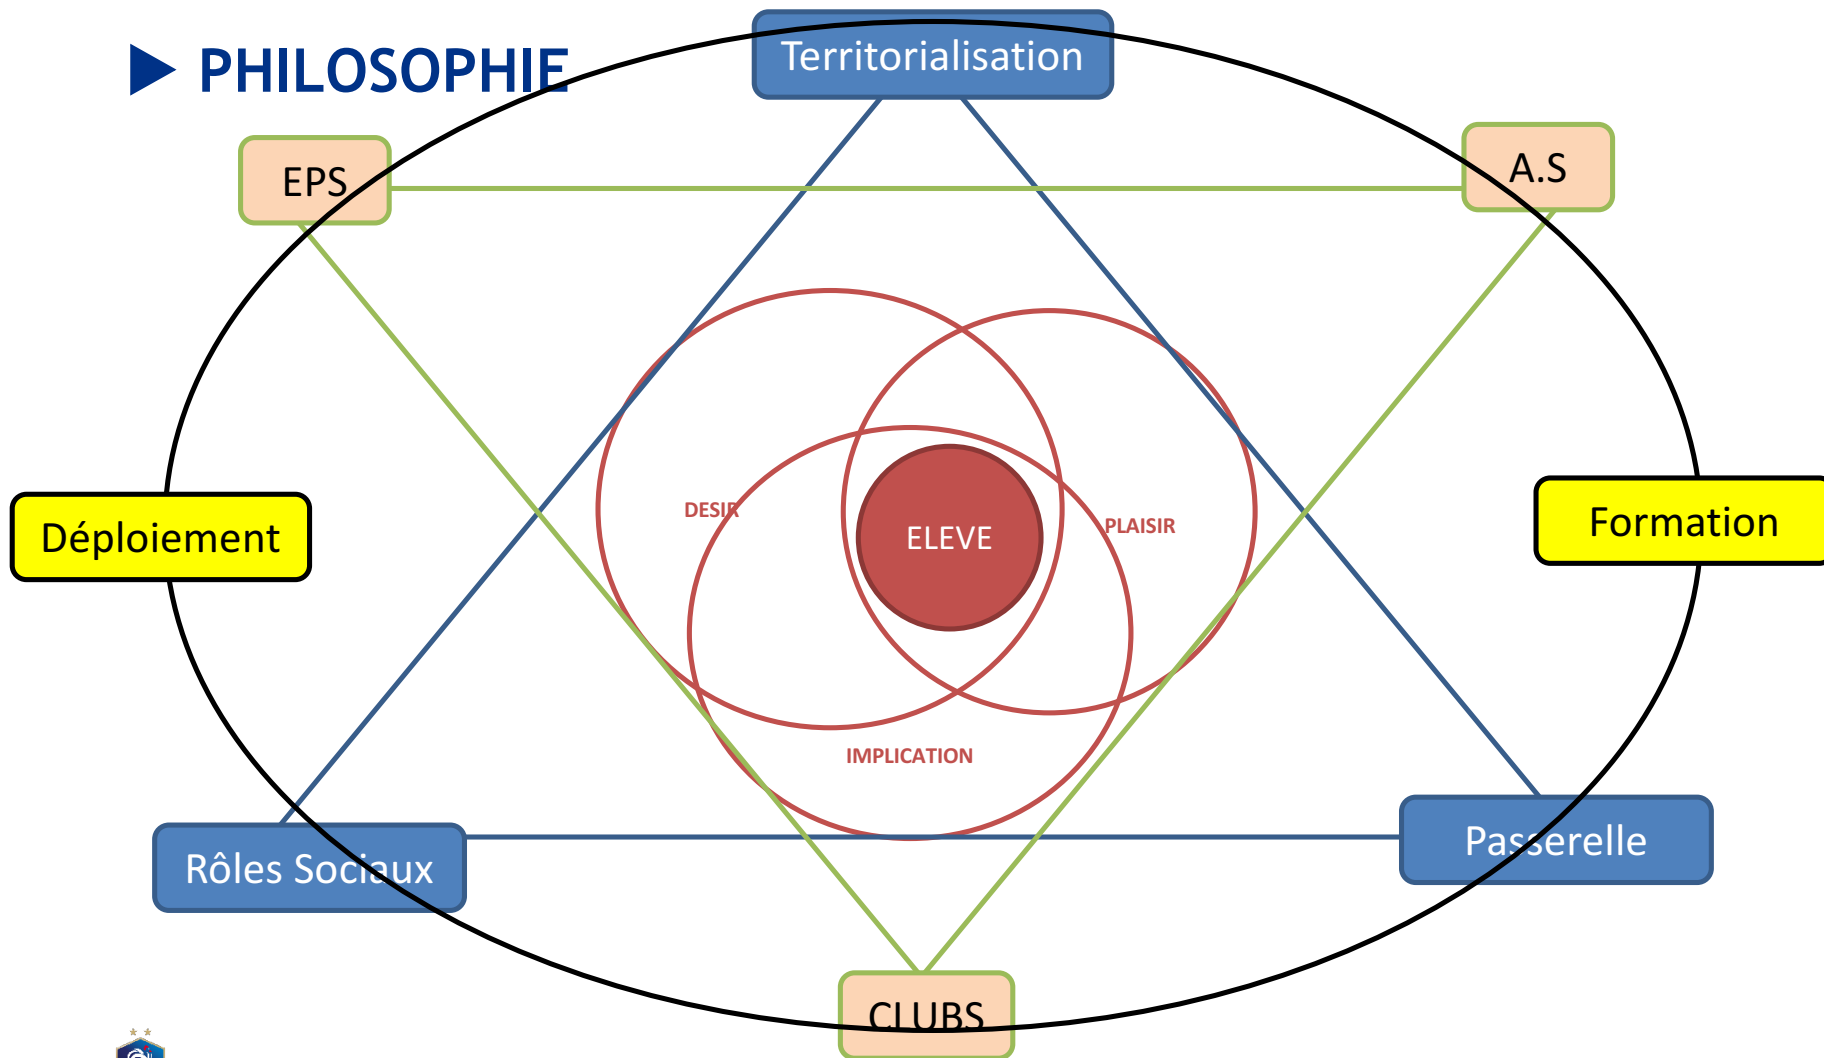 PHILOSOPHIE
Territorialisation
EPS
A.S
DESIR
PLAISIR
ELEVE
Déploiement
Formation
IMPLICATION
Rôles Sociaux
Passerelle
CLUBS